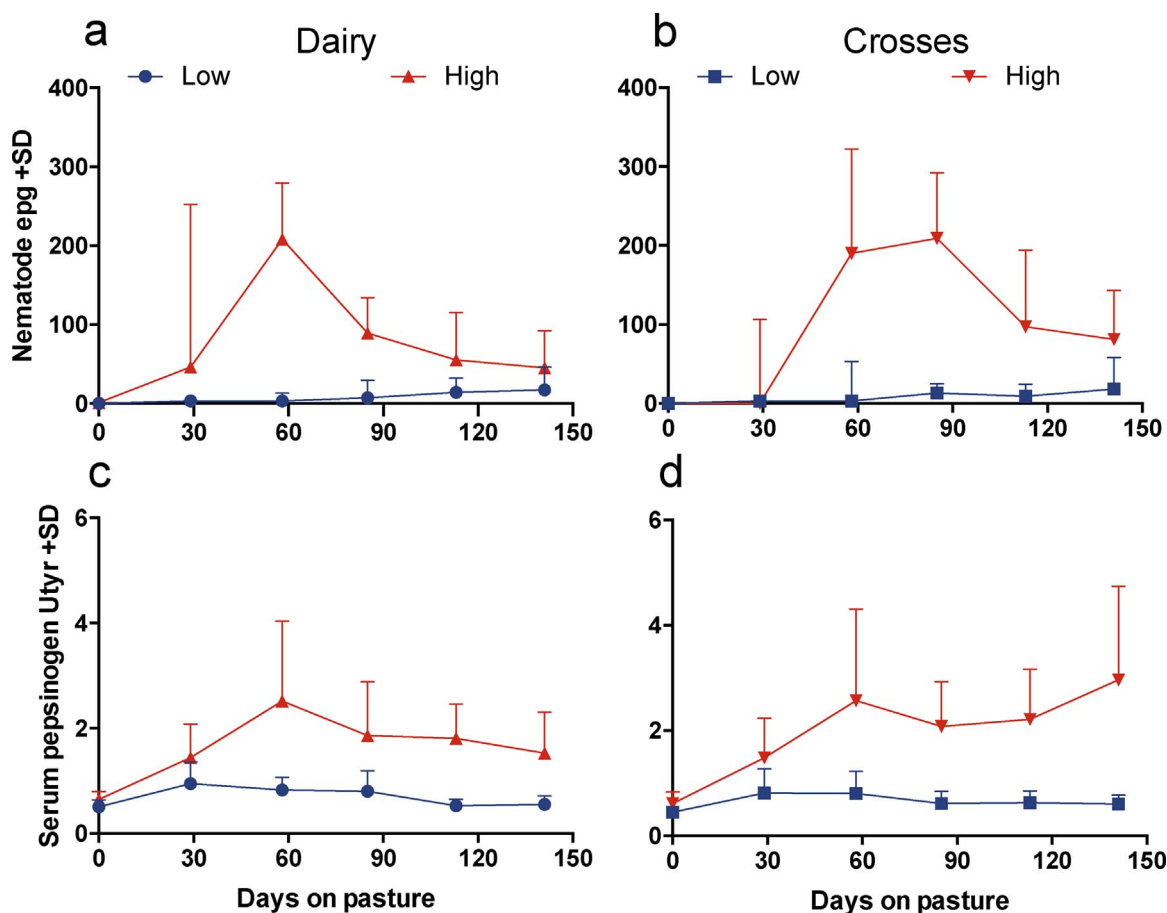 a Dairy
Low High
Nematode epg +SD
400
300
200
100
0
0 30 60 90 120 150
b Crosses
Low High
400
300
200
100
0
0 30 60 90 120 150
c
Serum pepsinogen Utyr +SD
6
4
2
0
0 30 60 90 120 150
Days on pasture
d
6
4
2
0
0 30 60 90 120 150
Days on pasture